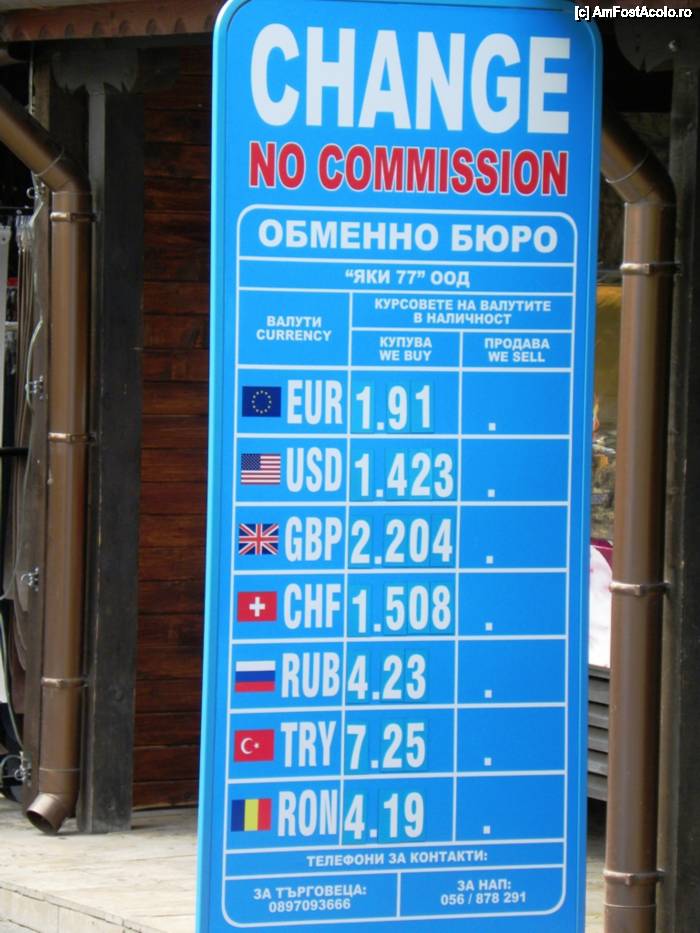 [c] AmFostAcolo.ro
CHANGE
NO COMMISSION
ОБМЕННО БЮРО
"ЯКИ 77" ООД
ВАЛУТИ
CURRENCY
КУРСОВЕТЕ НА ВАЛУТИТЕ
В НАЛИЧНОСТ
КУПУВА
WE BUY
ПРОДАВА
WE SELL
EUR 1.91 .
USD 1.423 .
GBP 2.204 .
CHF 1.508 .
RUB 4.23 .
TRY 7.25 .
RON 4.19 .
ТЕЛЕФОНИ ЗА КОНТАКТИ:
ЗА ТЪРГОВЕЦА:
0897093666
ЗА НАП:
056 / 878 291